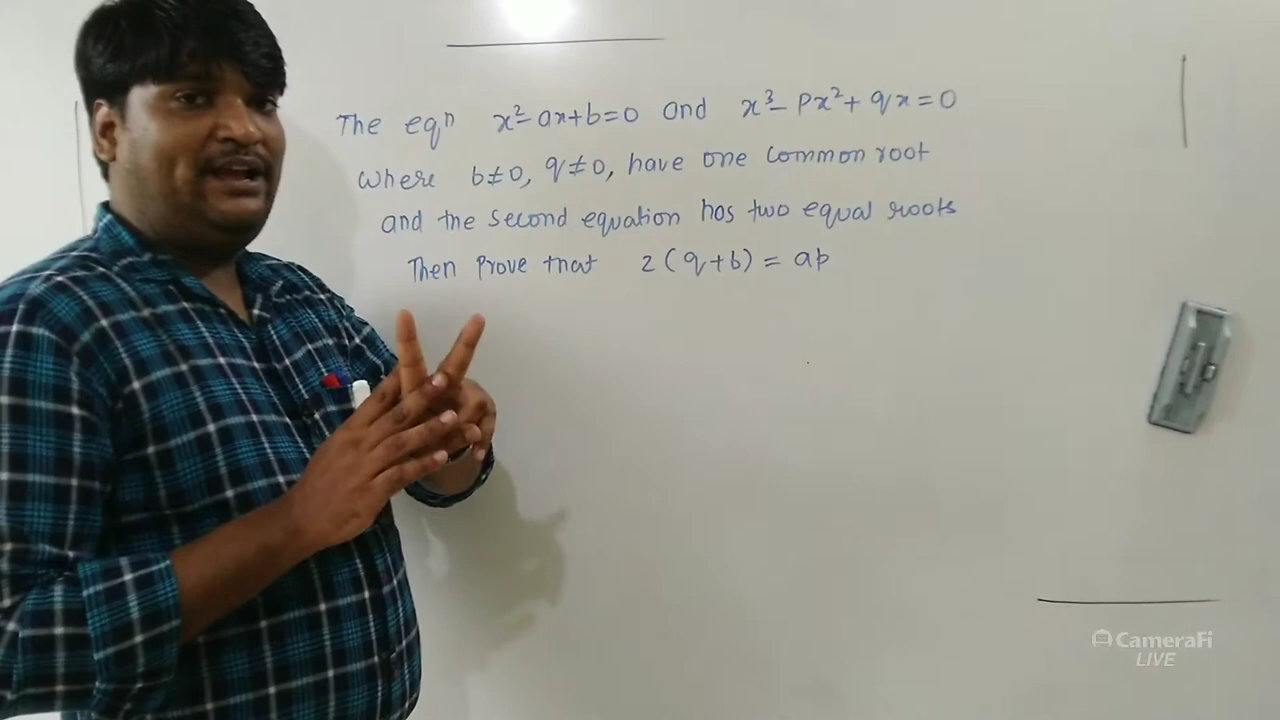 The eqn x²-ax+b=0 and x³-px²+qx=0
where b≠0, q≠0, have one common root
and the second equation has two equal roots
Then prove that 2(q+b)=ap
CameraFi
LIVE